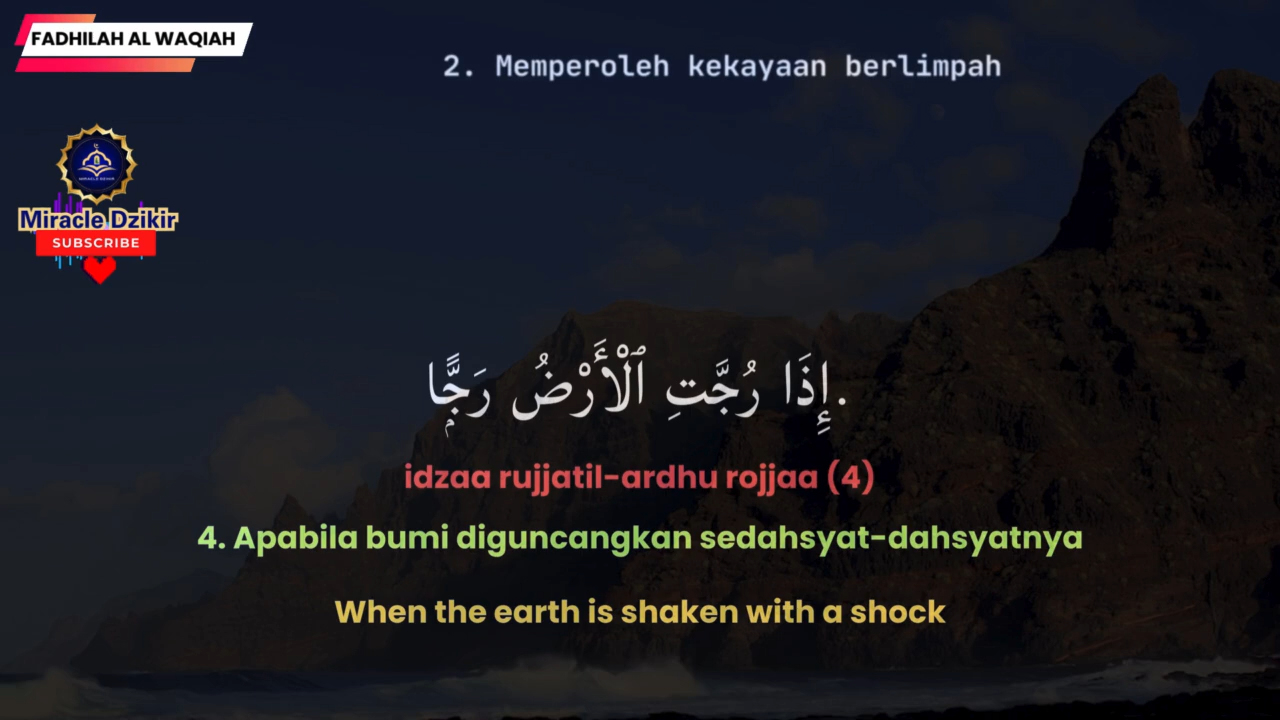 FADHILAH AL WAQIAH
2. Memperoleh kekayaan berlimpah
Miracle Dzikir
SUBSCRIBE
إِذَا رُجَّتِ ٱلْأَرْضُ رَجًّۭا.
idzaa rujjatil-ardhu rojjaa (4)
4. Apabila bumi diguncangkan sedahsyat-dahsyatnya
When the earth is shaken with a shock